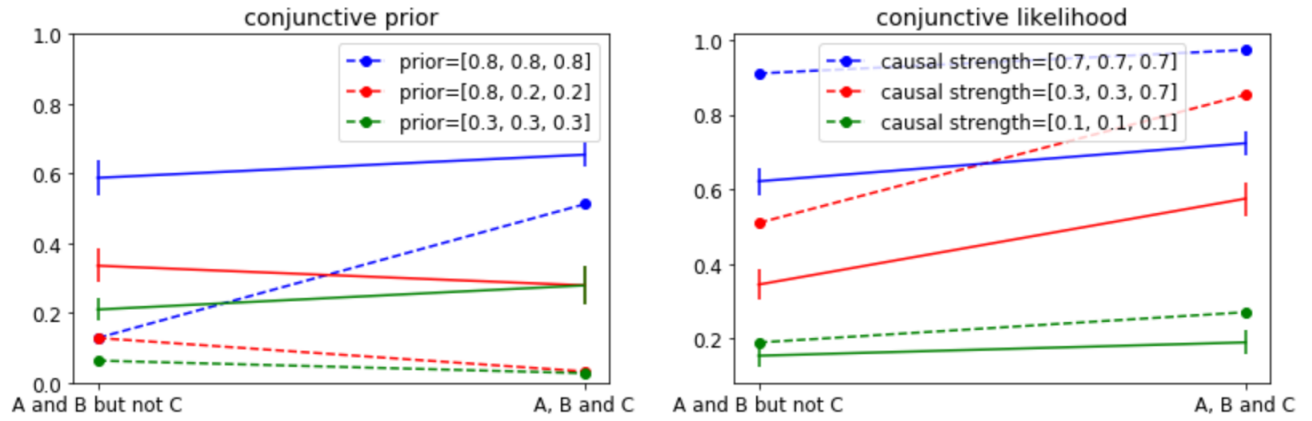 conjunctive prior
1.0
0.8
0.6
0.4
0.2
0.0
prior=[0.8, 0.8, 0.8]
prior=[0.8, 0.2, 0.2]
prior=[0.3, 0.3, 0.3]
A and B but not C
A, B and C
conjunctive likelihood
1.0
0.8
0.6
0.4
0.2
causal strength=[0.7, 0.7, 0.7]
causal strength=[0.3, 0.3, 0.7]
causal strength=[0.1, 0.1, 0.1]
A and B but not C
A, B and C